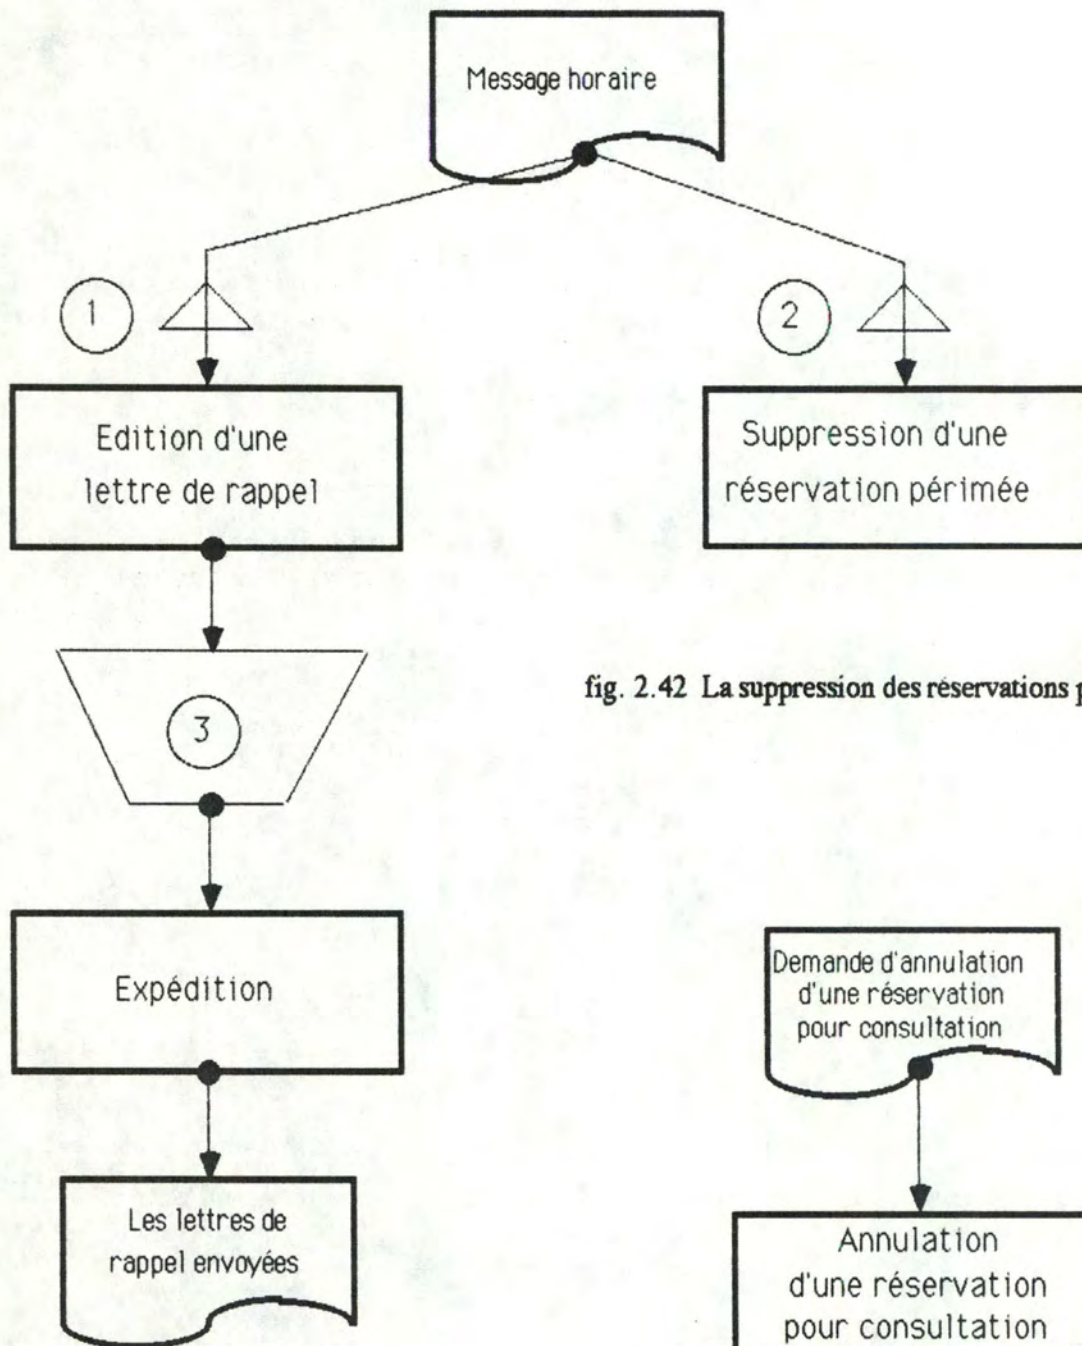 Message horaire
1
2
Edition d'une
lettre de rappel
Suppression d'une
réservation périmée
3
fig. 2.42 La suppression des réservations
Expédition
Demande d'annulation
d'une réservation
pour consultation
Les lettres de
rappel envoyées
Annulation
d'une réservation
pour consultation